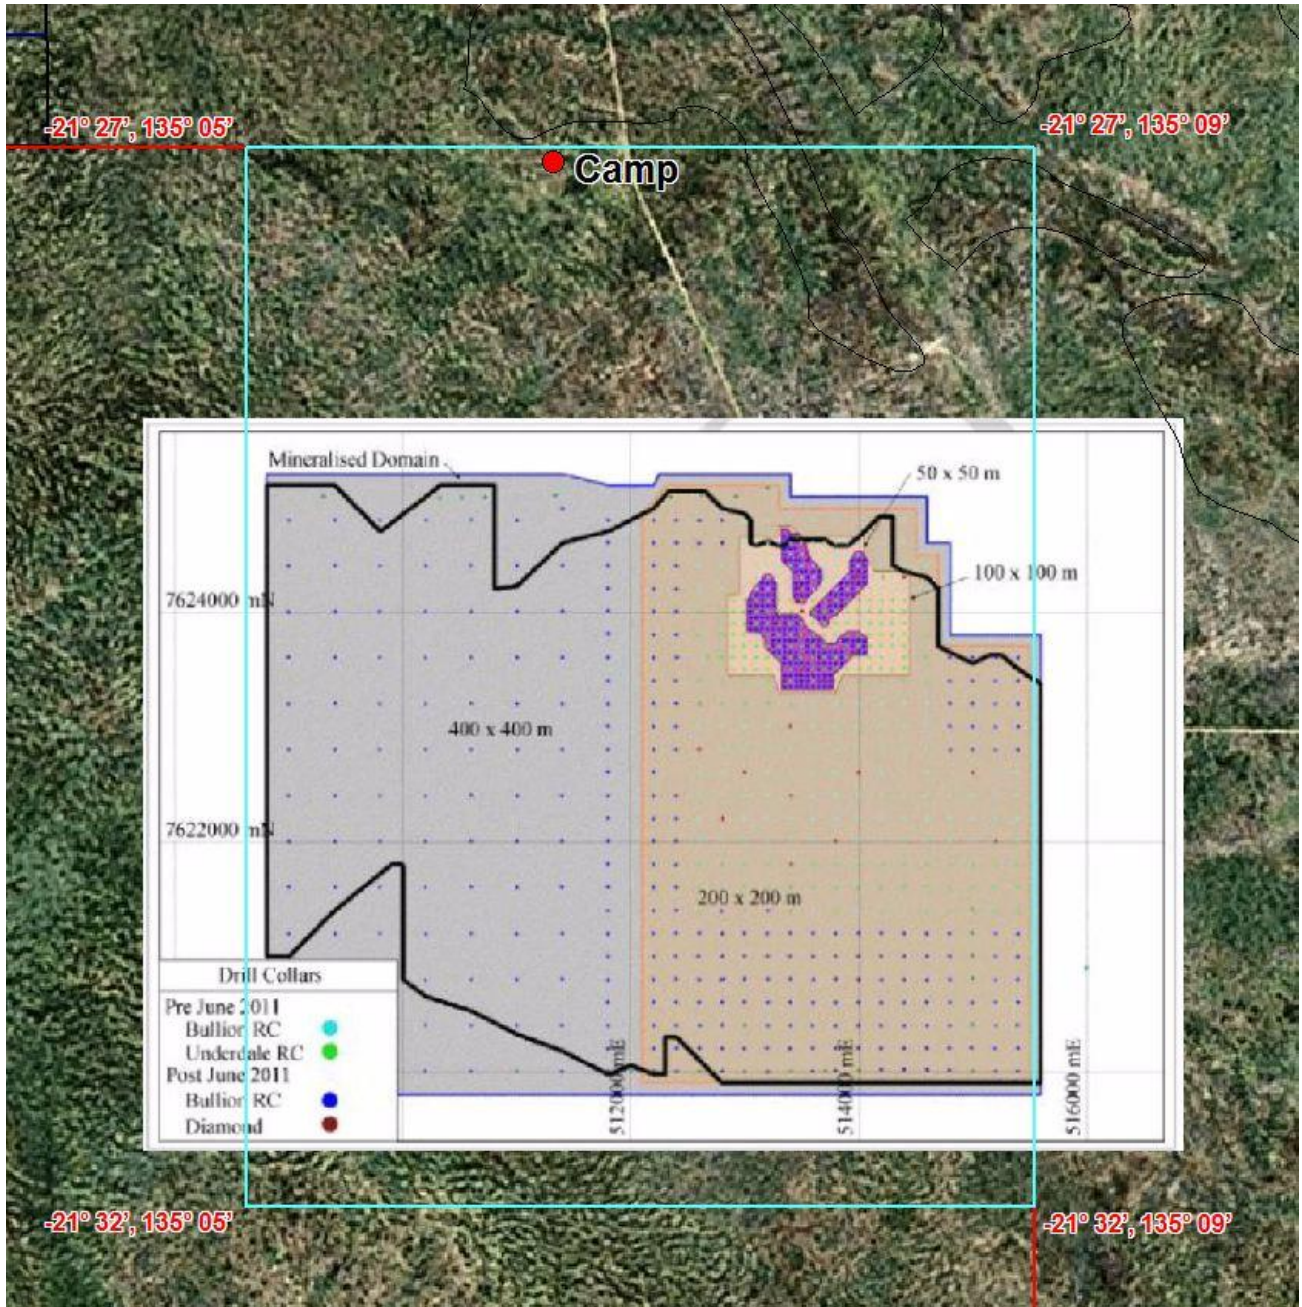 -21° 27', 135° 05'
-21° 27', 135° 09'
Camp
Mineralised Domain
50 x 50 m
100 x 100 m
7624000 mN
400 x 400 m
7622000 mN
200 x 200 m
Drill Collars
Pre June 2011
Bullion RC
Underdale RC
Post June 2011
Bullion RC
Diamond
512000 mE
514000 mE
516000 mE
-21° 32', 135° 05'
-21° 32', 135° 09'